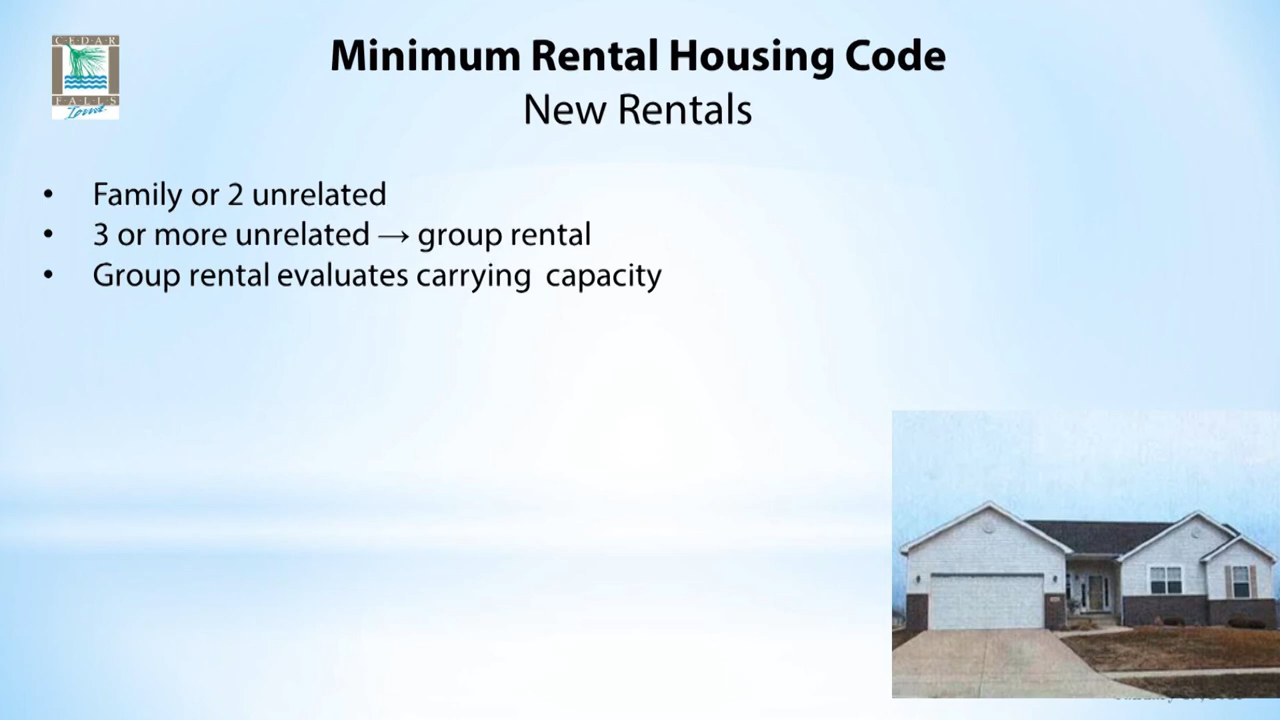 CEDAR
FALLS
Iowa
Minimum Rental Housing Code
New Rentals
• Family or 2 unrelated
• 3 or more unrelated → group rental
• Group rental evaluates carrying  capacity